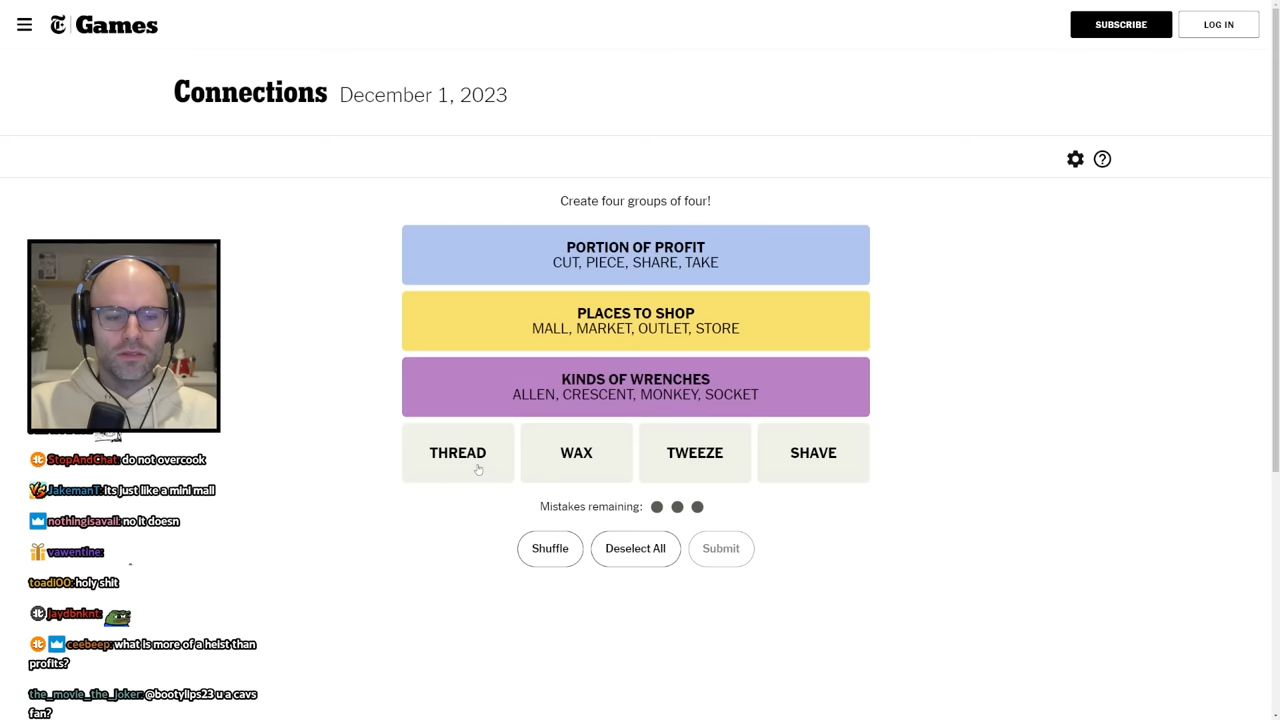 Games
SUBSCRIBE
LOG IN
Connections December 1, 2023
Create four groups of four!
PORTION OF PROFIT
CUT, PIECE, SHARE, TAKE
PLACES TO SHOP
MALL, MARKET, OUTLET, STORE
KINDS OF WRENCHES
ALLEN, CRESCENT, MONKEY, SOCKET
THREAD WAX TWEEZE SHAVE
Mistakes remaining:
Shuffle Deselect All Submit
StopAndChat: do not overcook
JakemanT: its just like a mini mall
nothingisavail: no it doesn
vawentine:
toad100: holy shit
jaydbnknt:
ceebeep: what is more of a heist than
profits?
the_movie_the_joker: @bootylips23 u a cavs
fan?